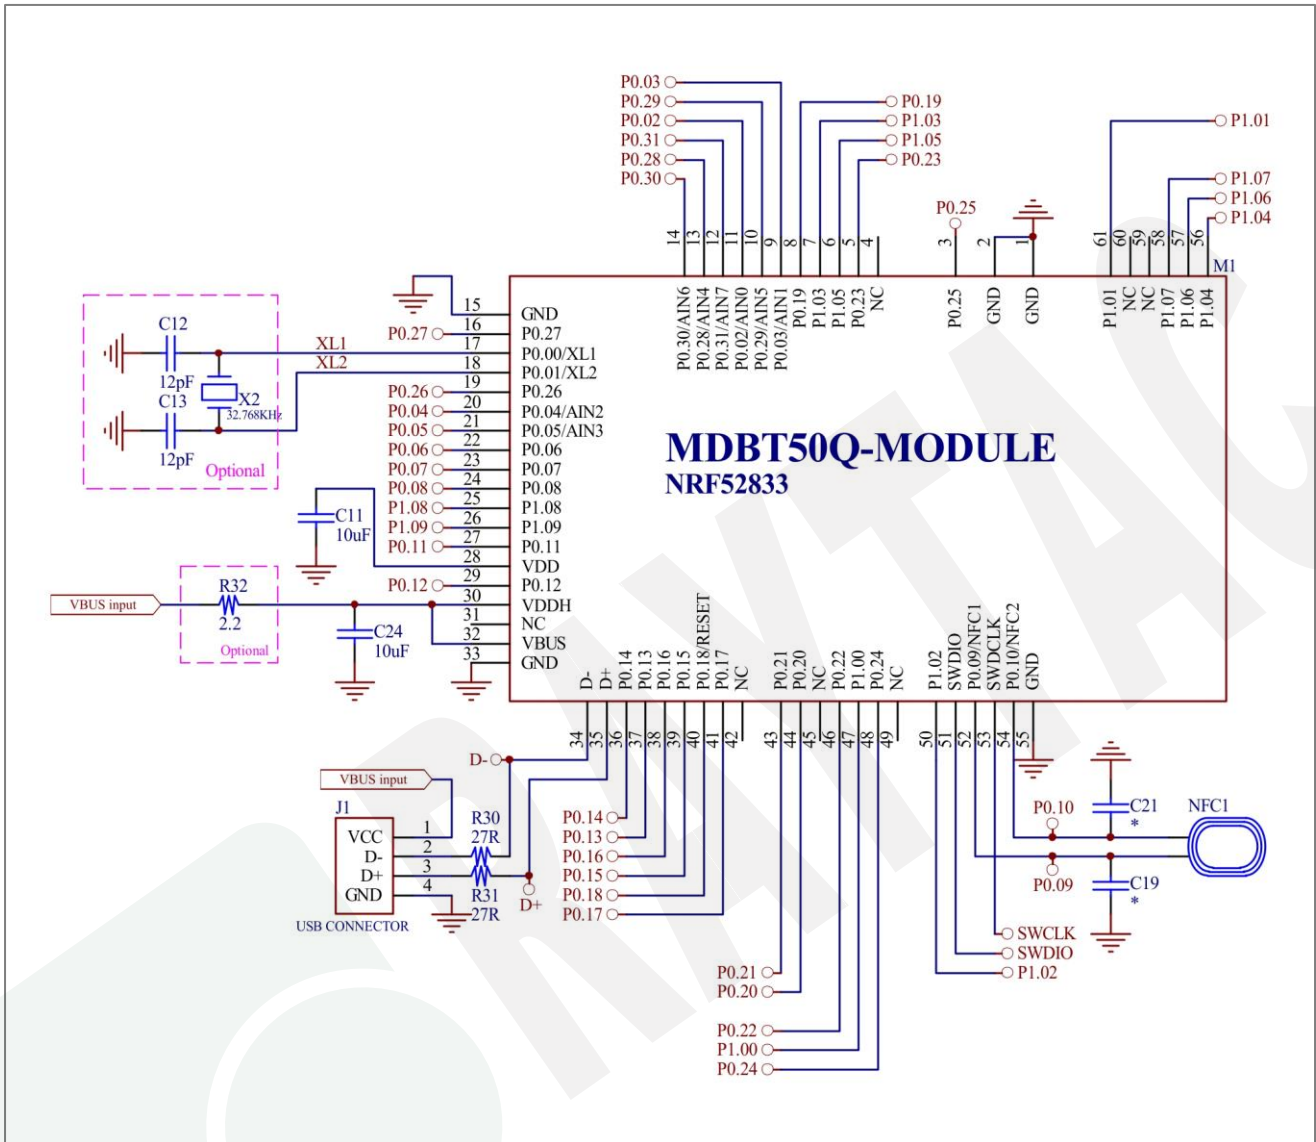 P0.03
P0.29
P0.02
P0.31
P0.28
P0.30
P0.19
P1.03
P1.05
P0.23
P0.25
P1.01
P1.07
P1.06
P1.04
14
13
12
11
10
9
8
7
6
5
4
3
2
1
61
60
59
58
57
56
M1
P0.30/AIN6
P0.28/AIN4
P0.31/AIN7
P0.02/AIN0
P0.29/AIN5
P0.03/AIN1
P0.19
P1.03
P1.05
P0.23
NC
P0.25
GND
GND
P1.01
NC
NC
P1.07
P1.06
P1.04
15 GND
P0.27 16 P0.27
XL1 17 P0.00/XL1
XL2 18 P0.01/XL2
P0.26 19 P0.26
P0.04 20 P0.04/AIN2
P0.05 21 P0.05/AIN3
P0.06 22 P0.06
P0.07 23 P0.07
P0.08 24 P0.08
P1.08 25 P1.08
P1.09 26 P1.09
P0.11 27 P0.11
28 VDD
P0.12 29 P0.12
30 VDDH
31 NC
32 VBUS
33 GND
C12
12pF
C13
12pF
X2
32.768KHz
Optional
C11
10uF
VBUS input
R32
2.2
Optional
C24
10uF
MDBT50Q-MODULE
NRF52833
RAYTAC
D-
D+
P0.14
P0.13
P0.16
P0.15
P0.18/RESET
P0.17
NC
P0.21
P0.20
NC
P0.22
P1.00
P0.24
NC
P1.02
SWDIO
P0.09/NFC1
SWDCLK
P0.10/NFC2
GND
34
35
36
37
38
39
40
41
42
43
44
45
46
47
48
49
50
51
52
53
54
55
D-
VBUS input
J1
VCC 1
D- 2
D+ 3
GND 4
USB CONNECTOR
R30
27R
R31
27R
D+
P0.14
P0.13
P0.16
P0.15
P0.18
P0.17
P0.21
P0.20
P0.22
P1.00
P0.24
P0.10
P0.09
C21
*
C19
*
NFC1
SWCLK
SWDIO
P1.02